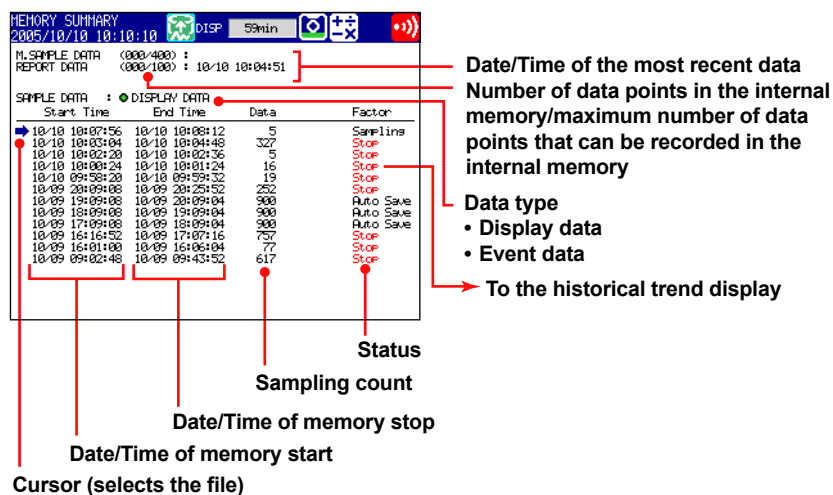 MEMORY SUMMARY
2005/10/10 10:10:10 DISP 59min
M.SAMPLE DATA (000/400) :
REPORT DATA (000/100) : 10/10 10:04:51
SAMPLE DATA : DISPLAY DATA
Start Time End Time Data Factor
10/10 10:07:56 10/10 10:08:12 5 Sampling
10/10 10:03:04 10/10 10:04:48 327 Stop
10/10 10:02:20 10/10 10:02:36 5 Stop
10/10 10:00:24 10/10 10:01:24 16 Stop
10/10 09:58:20 10/10 09:59:32 19 Stop
10/09 20:09:08 10/09 20:25:52 252 Stop
10/09 19:09:08 10/09 20:09:04 900 Auto Save
10/09 18:09:08 10/09 19:09:04 900 Auto Save
10/09 17:09:08 10/09 18:09:04 900 Auto Save
10/09 16:16:52 10/09 17:07:16 757 Stop
10/09 16:01:00 10/09 16:06:04 77 Stop
10/09 09:02:48 10/09 09:43:52 617 Stop
Date/Time of the most recent data
Number of data points in the internal
memory/maximum number of data
points that can be recorded in the
internal memory
Data type
• Display data
• Event data
To the historical trend display
Status
Sampling count
Date/Time of memory stop
Date/Time of memory start
Cursor (selects the file)